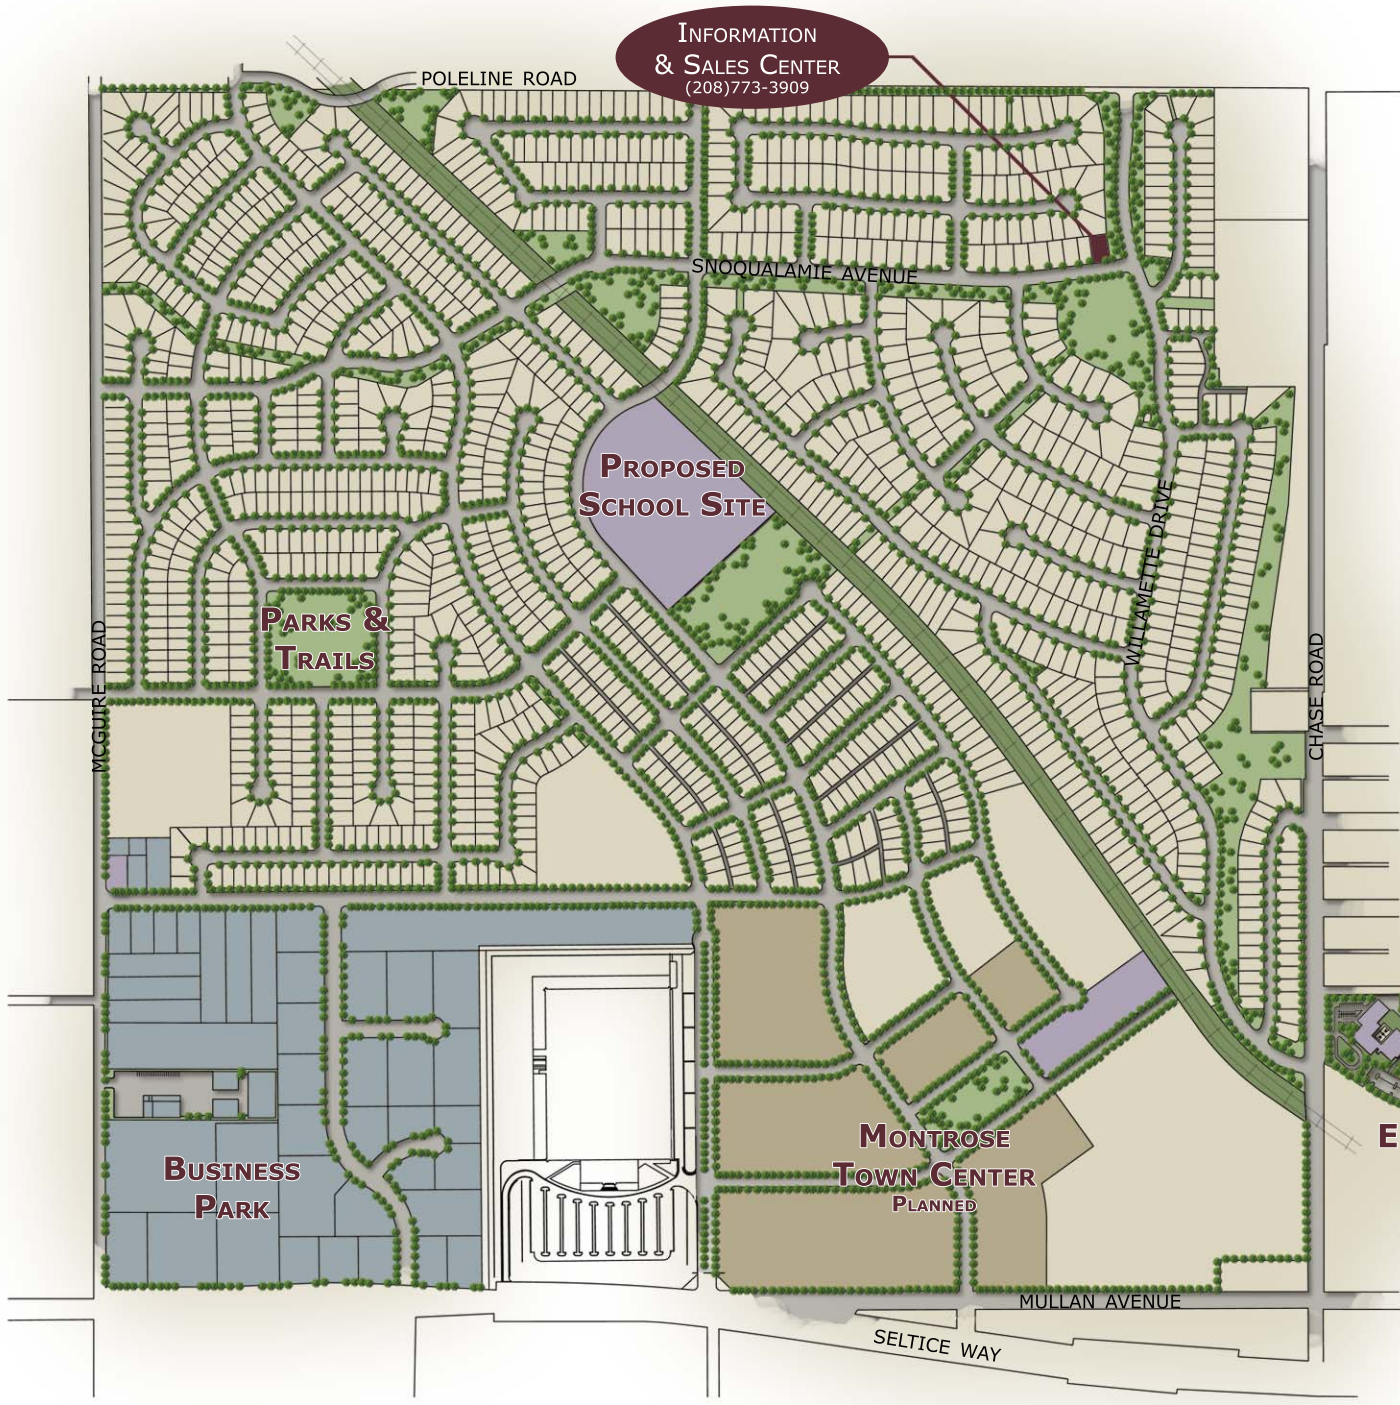 Information
& Sales Center
(208)773-3909
POLELINE ROAD
SNOQUALAMIE AVENUE
Proposed
School Site
WILLAMETTE DRIVE
Parks &
Trails
MCGUIRE ROAD
CHASE ROAD
Business
Park
Montrose
Town Center
Planned
E
MULLAN AVENUE
SELTICE WAY